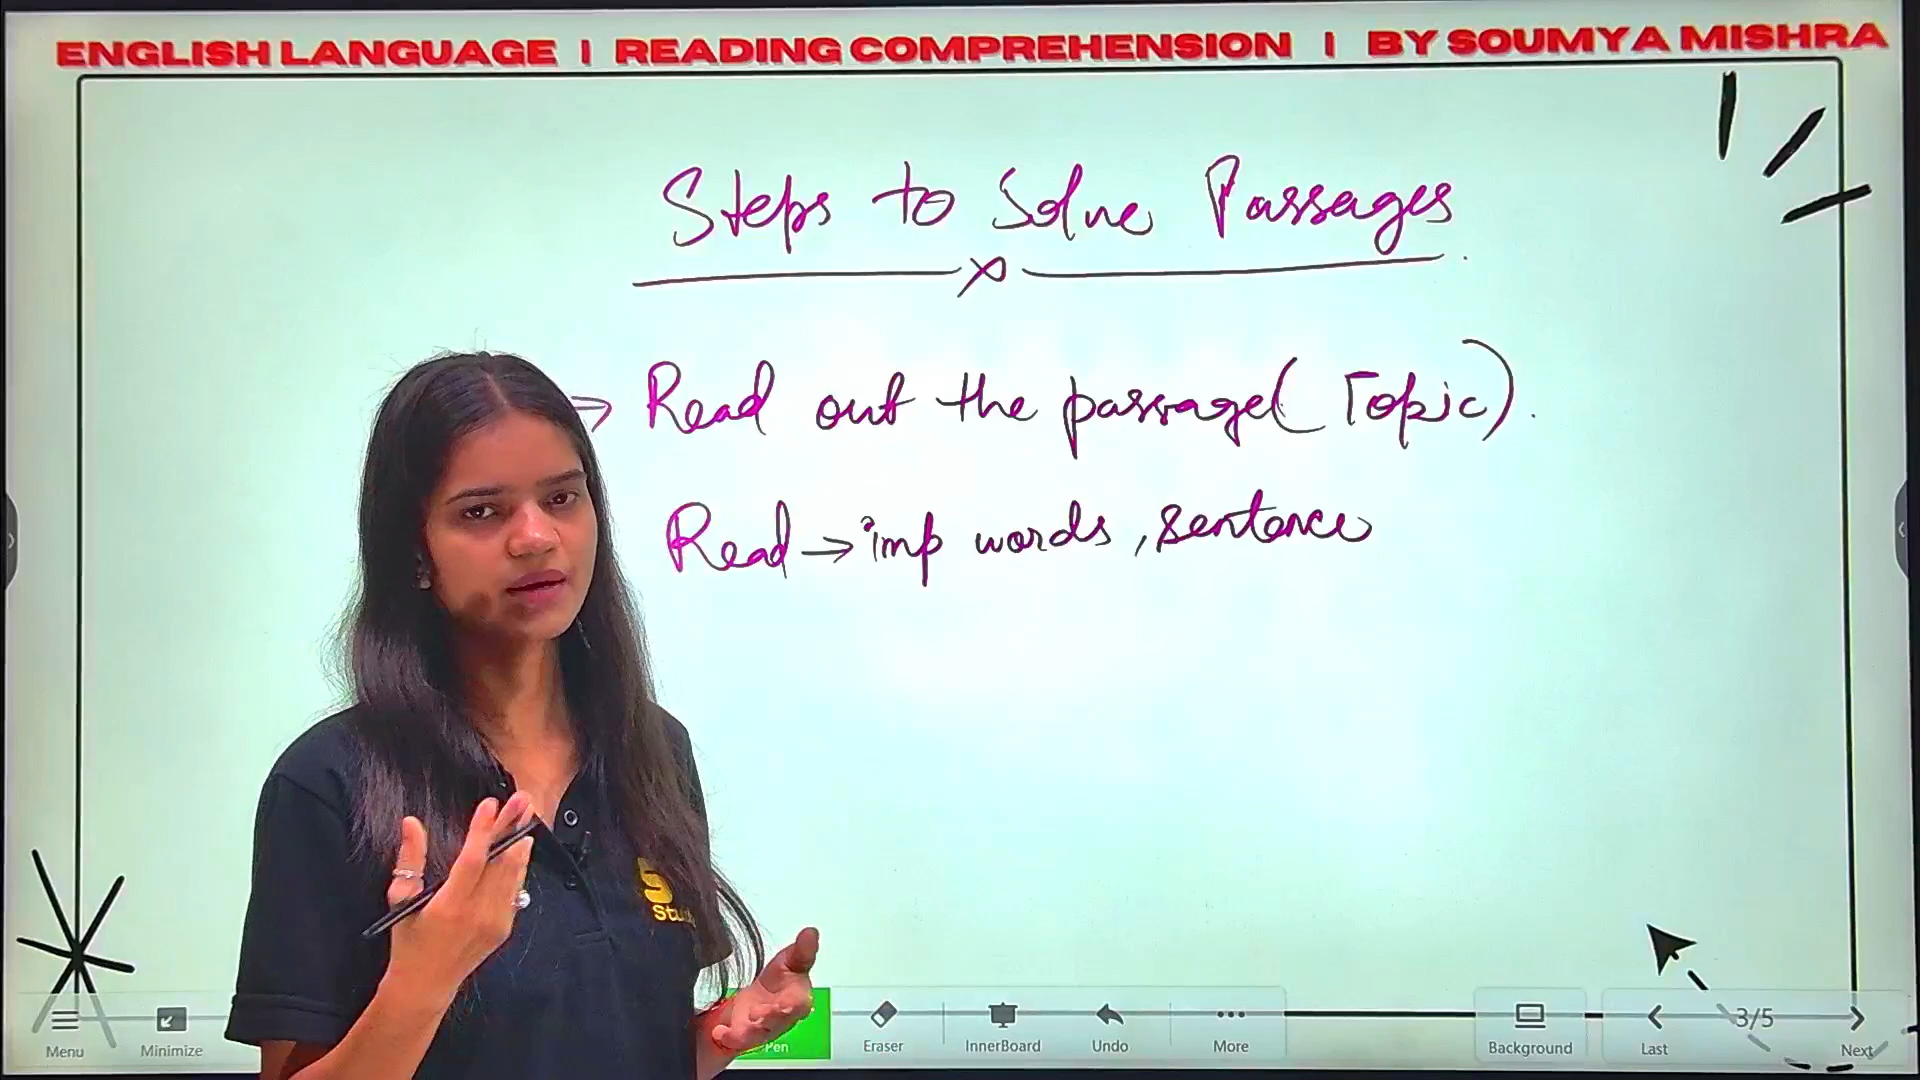 ENGLISH LANGUAGE | READING COMPREHENSION | BY SOUMYA MISHRA
Steps to Solve Passages
→ Read out the passage (Topic).
Read → imp words, sentence
Menu
Minimize
Pen
Eraser
InnerBoard
Undo
More
Background
Last
3/5
Next